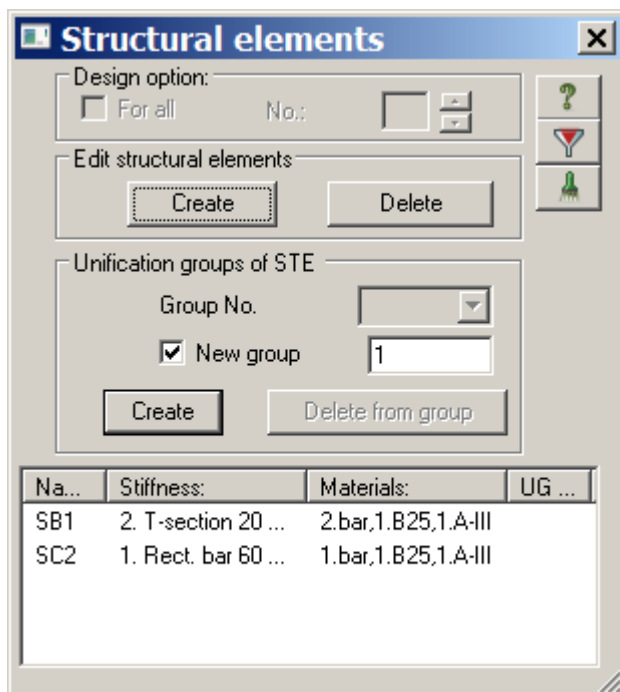 Structural elements
Design option:
For all No.:
Edit structural elements
Create Delete
Unification groups of STE
Group No.
New group 1
Create Delete from group
Na... Stiffness: Materials: UG ...
SB1 2. T-section 20 ... 2.bar,1.B25,1.A-III
SC2 1. Rect. bar 60 ... 1.bar,1.B25,1.A-III